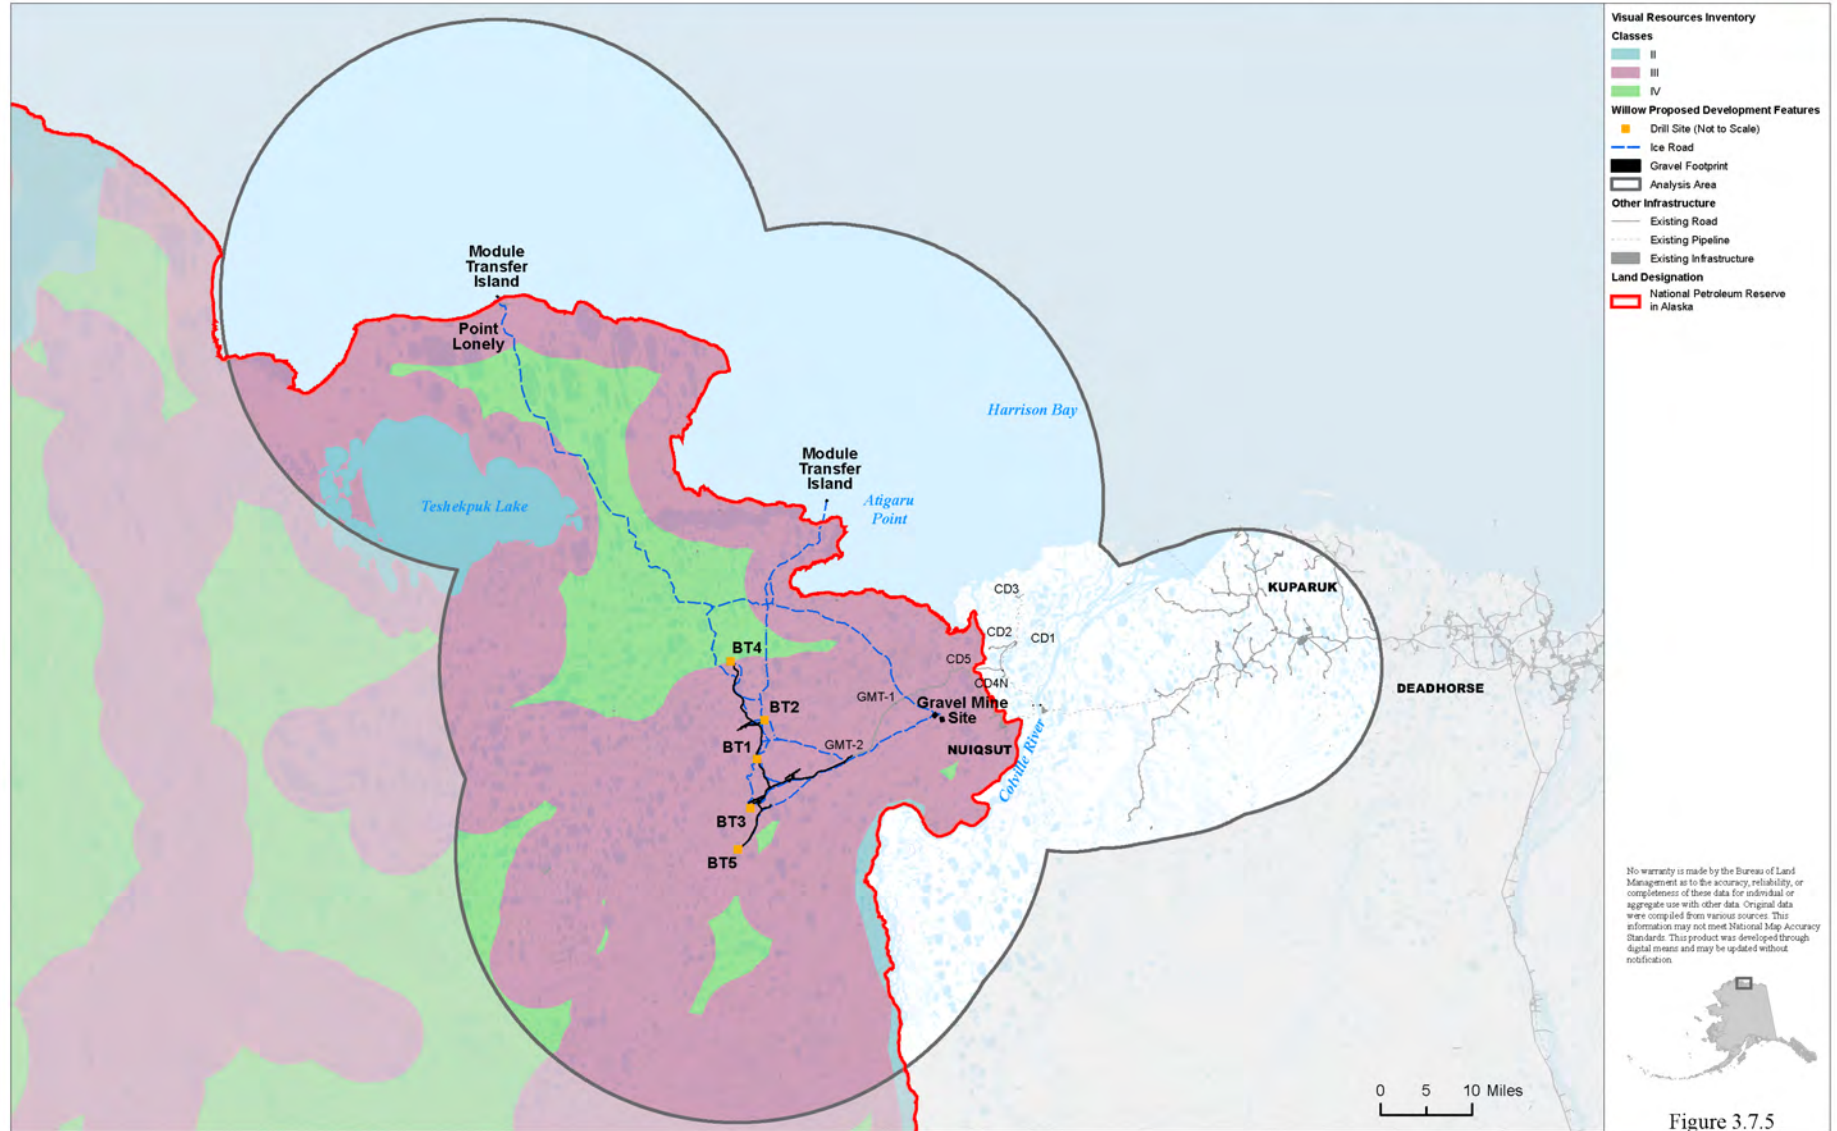 Visual Resources Inventory
Classes
II
III
IV
Willow Proposed Development Features
Drill Site (Not to Scale)
Ice Road
Gravel Footprint
Analysis Area
Other Infrastructure
Existing Road
Existing Pipeline
Existing Infrastructure
Land Designation
National Petroleum Reserve
in Alaska
Module
Transfer
Island
Point
Lonely
Harrison Bay
Module
Transfer
Island
Atigaru
Point
Teshekpuk Lake
CD3
KUPARUK
CD2
CD1
BT4
CD5
CD4N
DEADHORSE
GMT-1
Gravel Mine
Site
BT2
BT1
GMT-2
NUIQSUT
Colville River
BT3
BT5
No warranty is made by the Bureau of Land
Management as to the accuracy, reliability, or
completeness of these data for individual or
aggregate use with other data. Original data
were compiled from various sources. This
information may not meet National Map Accuracy
Standards. This product was developed through
digital means and may be updated without
notification.
0 5 10 Miles
Figure 3.7.5